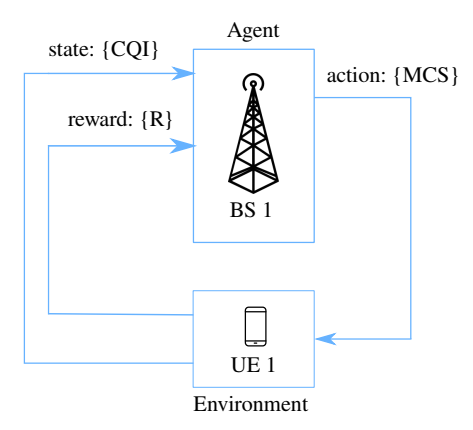 Agent
state: {CQI}
action: {MCS}
reward: {R}
BS 1
UE 1
Environment